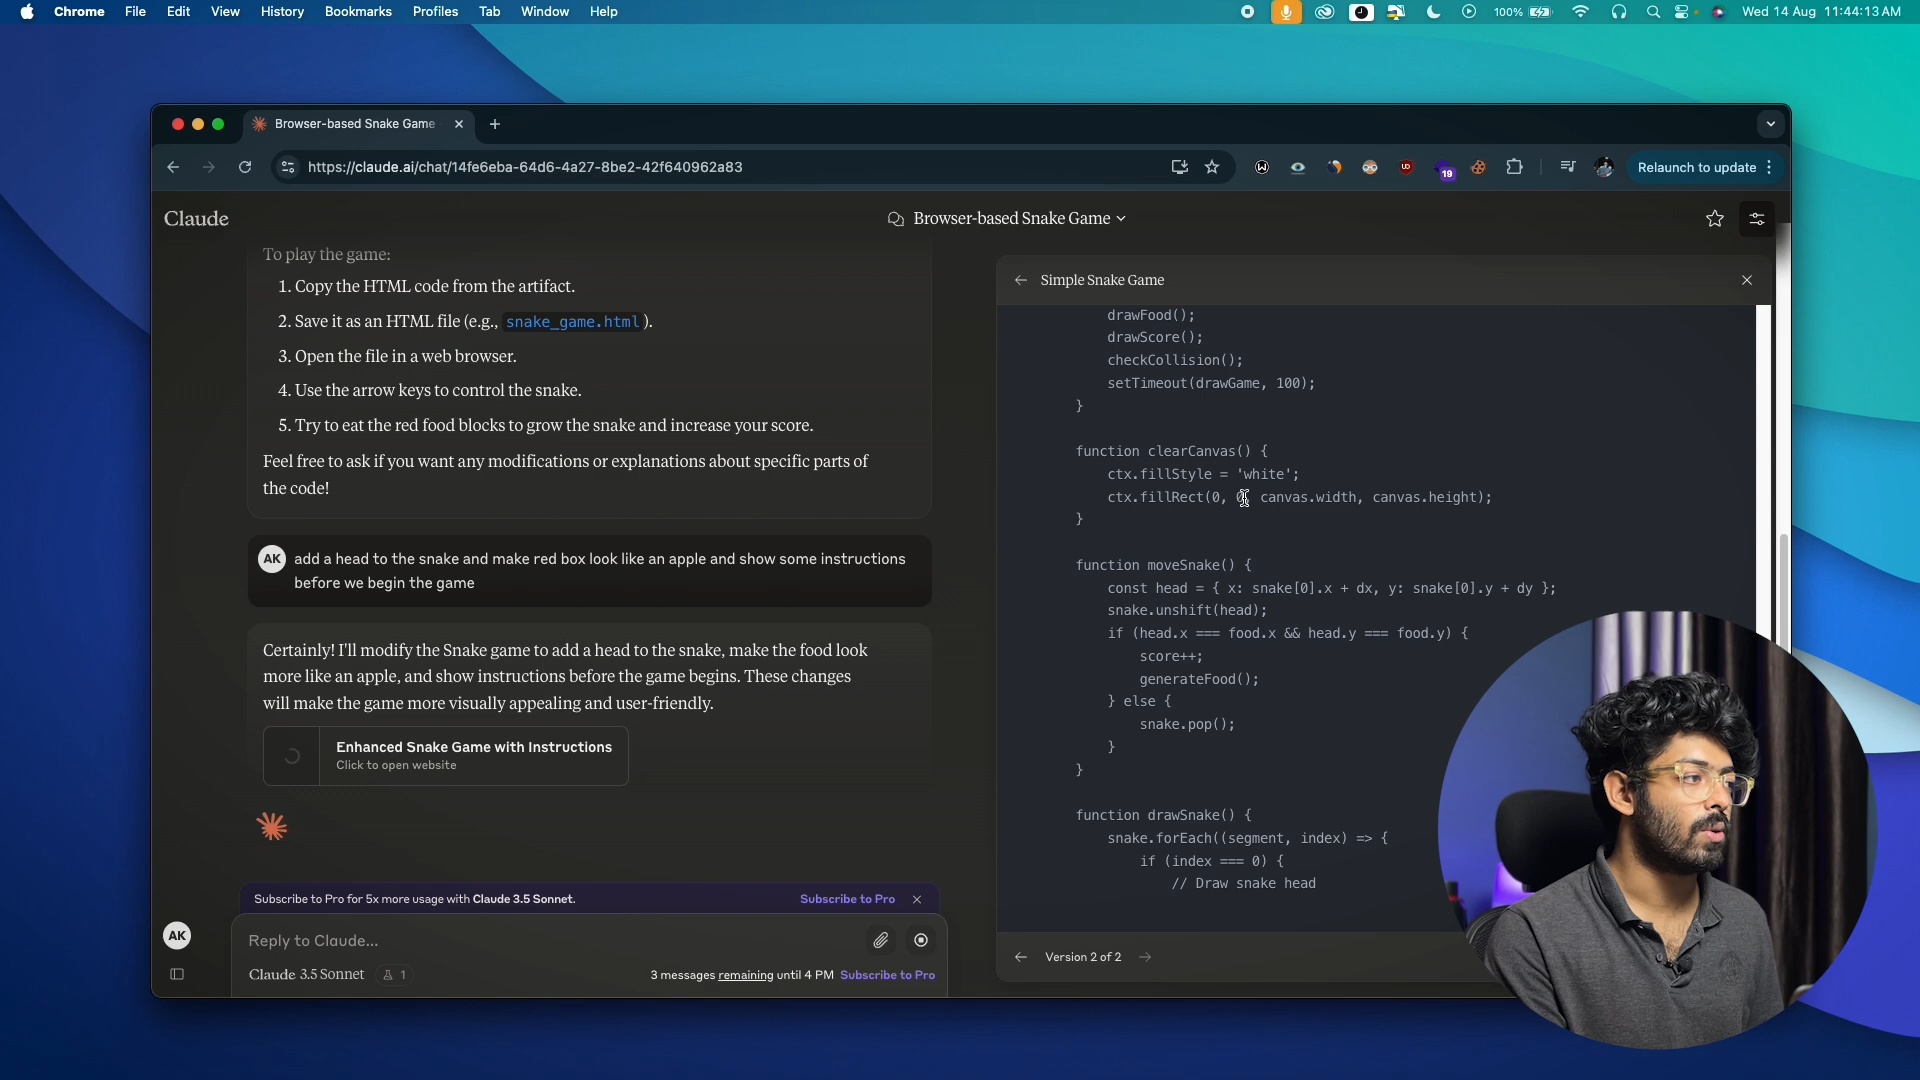 Chrome File Edit View History Bookmarks Profiles Tab Window Help
100% Wed 14 Aug 11:44:13 AM
Browser-based Snake Game
https://claude.ai/chat/14fe6eba-64d6-4a27-8be2-42f640962a83
19
Relaunch to update
Claude
Browser-based Snake Game
To play the game:
1. Copy the HTML code from the artifact.
2. Save it as an HTML file (e.g., snake_game.html ).
3. Open the file in a web browser.
4. Use the arrow keys to control the snake.
5. Try to eat the red food blocks to grow the snake and increase your score.
Feel free to ask if you want any modifications or explanations about specific parts of
the code!
AK
add a head to the snake and make red box look like an apple and show some instructions
before we begin the game
Certainly! I'll modify the Snake game to add a head to the snake, make the food look
more like an apple, and show instructions before the game begins. These changes
will make the game more visually appealing and user-friendly.
Enhanced Snake Game with Instructions
Click to open website
Subscribe to Pro for 5x more usage with Claude 3.5 Sonnet.
Subscribe to Pro
AK
Reply to Claude...
Claude 3.5 Sonnet 1
3 messages remaining until 4 PM Subscribe to Pro
Simple Snake Game
drawFood();
drawScore();
checkCollision();
setTimeout(drawGame, 100);
}
function clearCanvas() {
ctx.fillStyle = 'white';
ctx.fillRect(0, 0, canvas.width, canvas.height);
}
function moveSnake() {
const head = { x: snake[0].x + dx, y: snake[0].y + dy };
snake.unshift(head);
if (head.x === food.x && head.y === food.y) {
score++;
generateFood();
} else {
snake.pop();
}
}
function drawSnake() {
snake.forEach((segment, index) => {
if (index === 0) {
// Draw snake head
Version 2 of 2